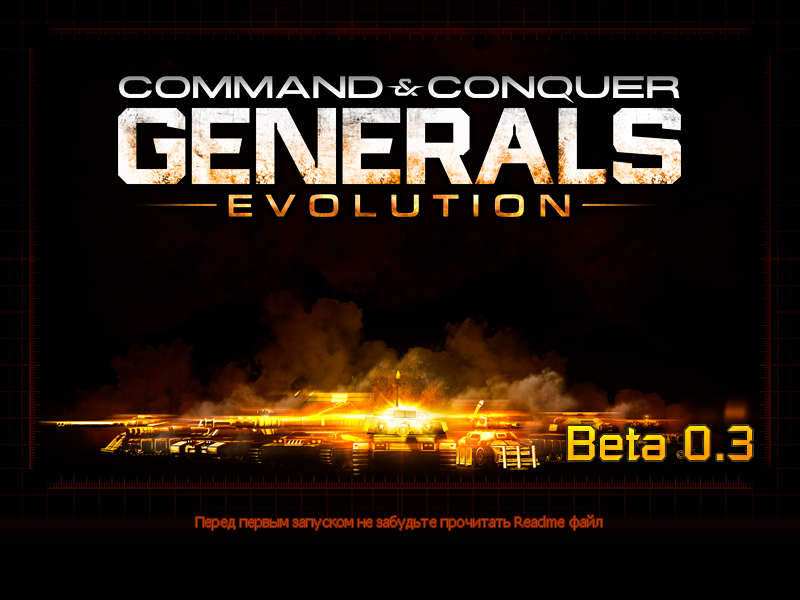 COMMAND & CONQUER
GENERALS
EVOLUTION
Beta 0.3
Перед первым запуском не забудьте прочитать Readme файл